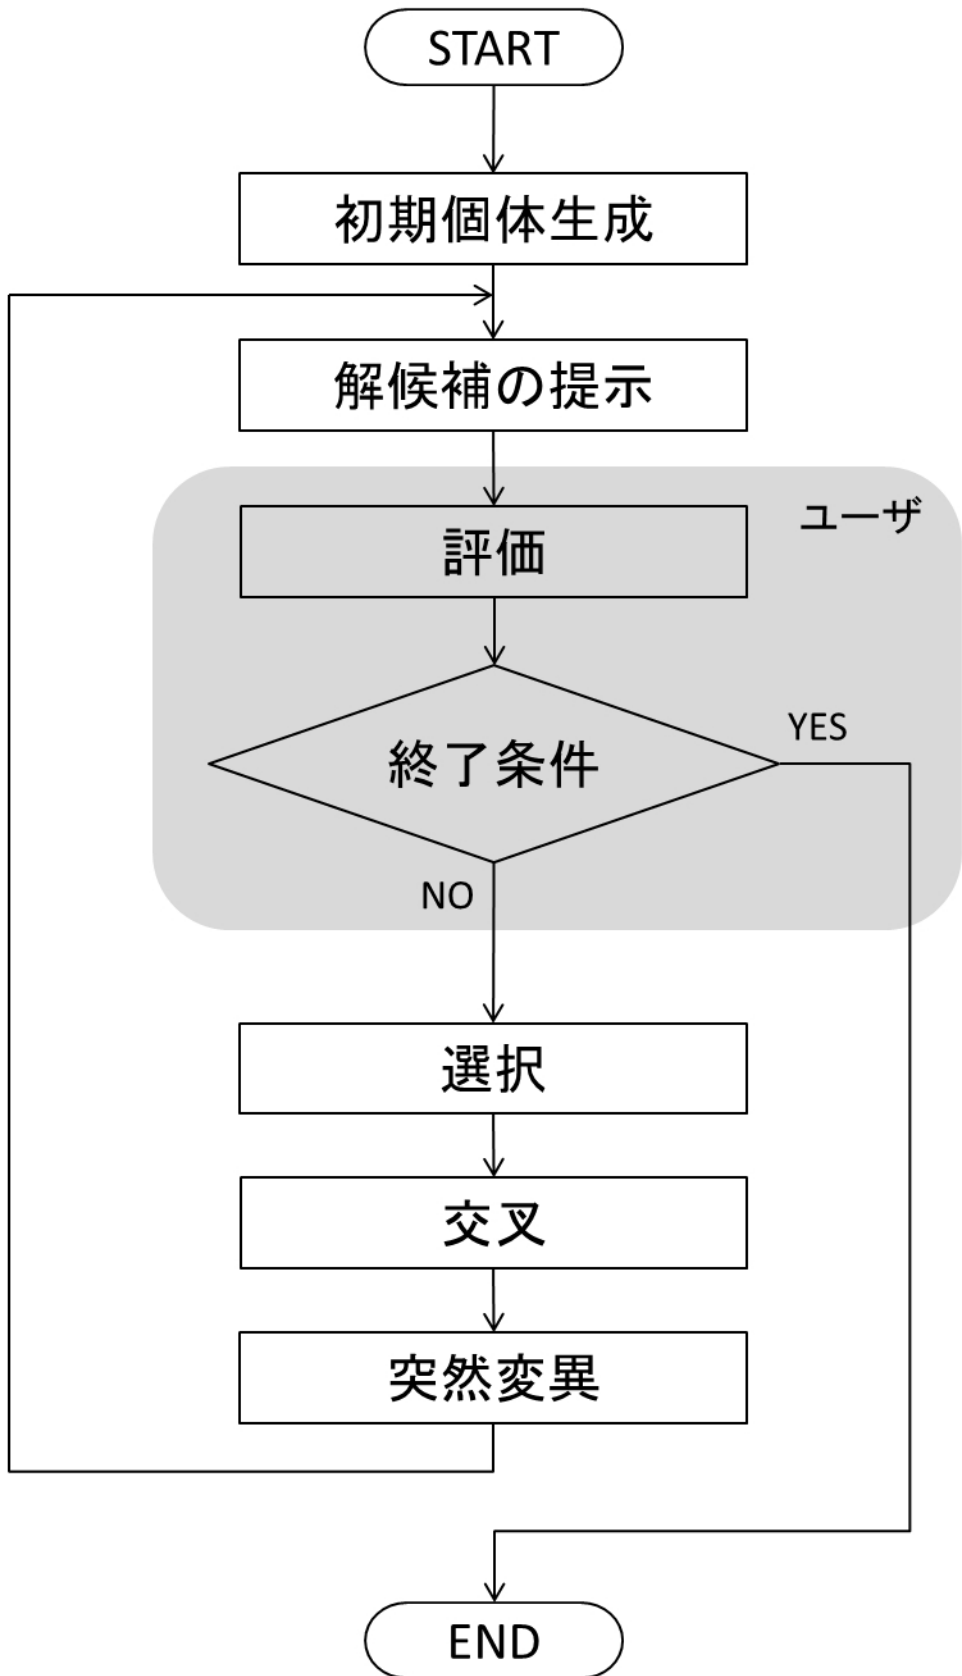 START
初期個体生成
解候補の提示
ユーザ
評価
終了条件
YES
NO
選択
交叉
突然変異
END